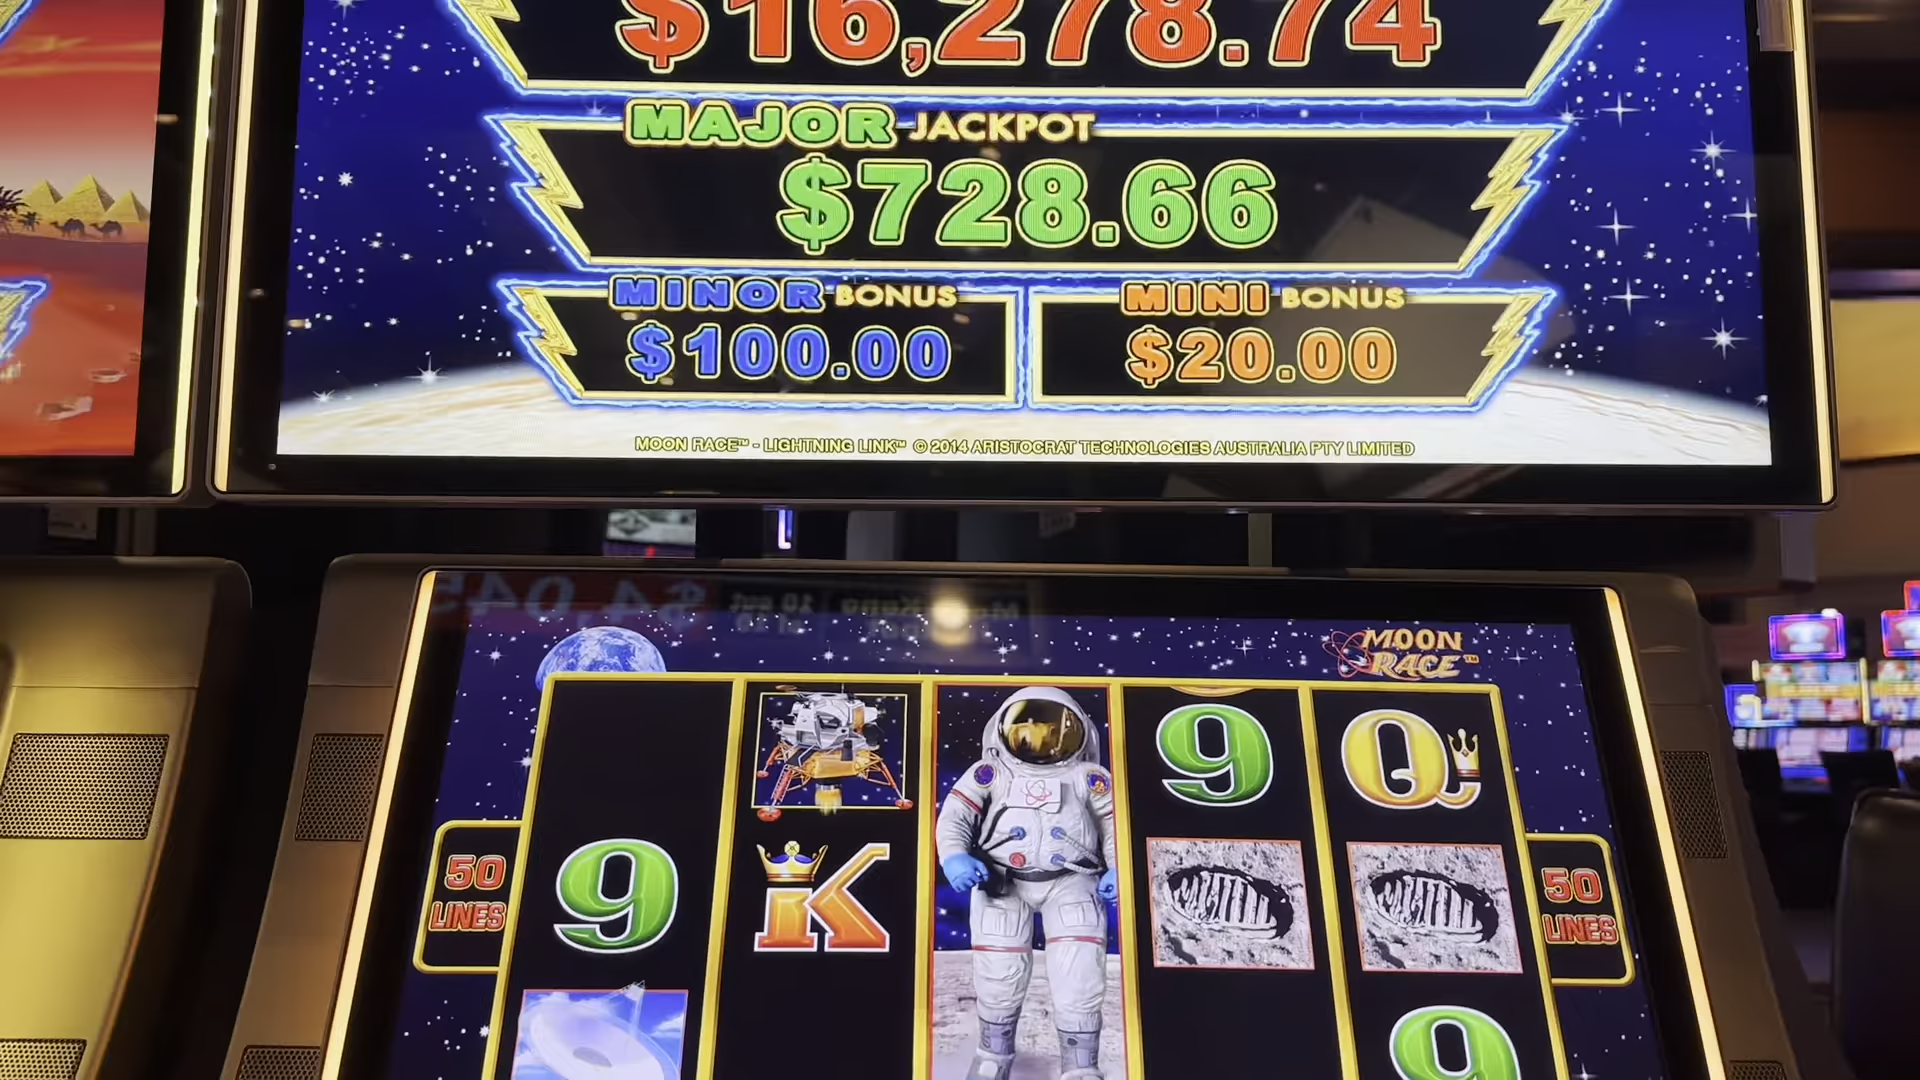 $16,278.74
MAJOR JACKPOT
$728.66
MINOR BONUS
$100.00
MINI BONUS
$20.00
MOON RACE™ - LIGHTNING LINK™ © 2014 ARISTOCRAT TECHNOLOGIES AUSTRALIA PTY LIMITED
MOON RACE™
9
Q
50 LINES
9
K
50 LINES
9